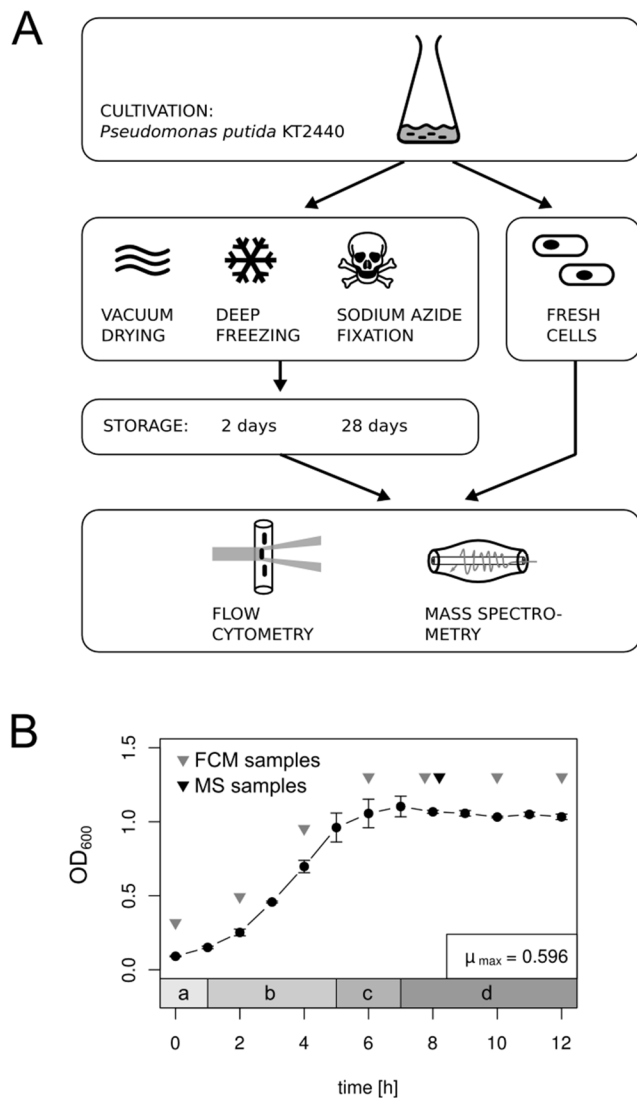 A
CULTIVATION:
Pseudomonas putida KT2440
VACUUM
DRYING
DEEP
FREEZING
SODIUM AZIDE
FIXATION
FRESH
CELLS
STORAGE: 2 days 28 days
FLOW
CYTOMETRY
MASS SPECTRO-
METRY
B
FCM samples
MS samples
OD600
1.5
1.0
0.5
0.0
μ max = 0.596
a b c d
0 2 4 6 8 10 12
time [h]